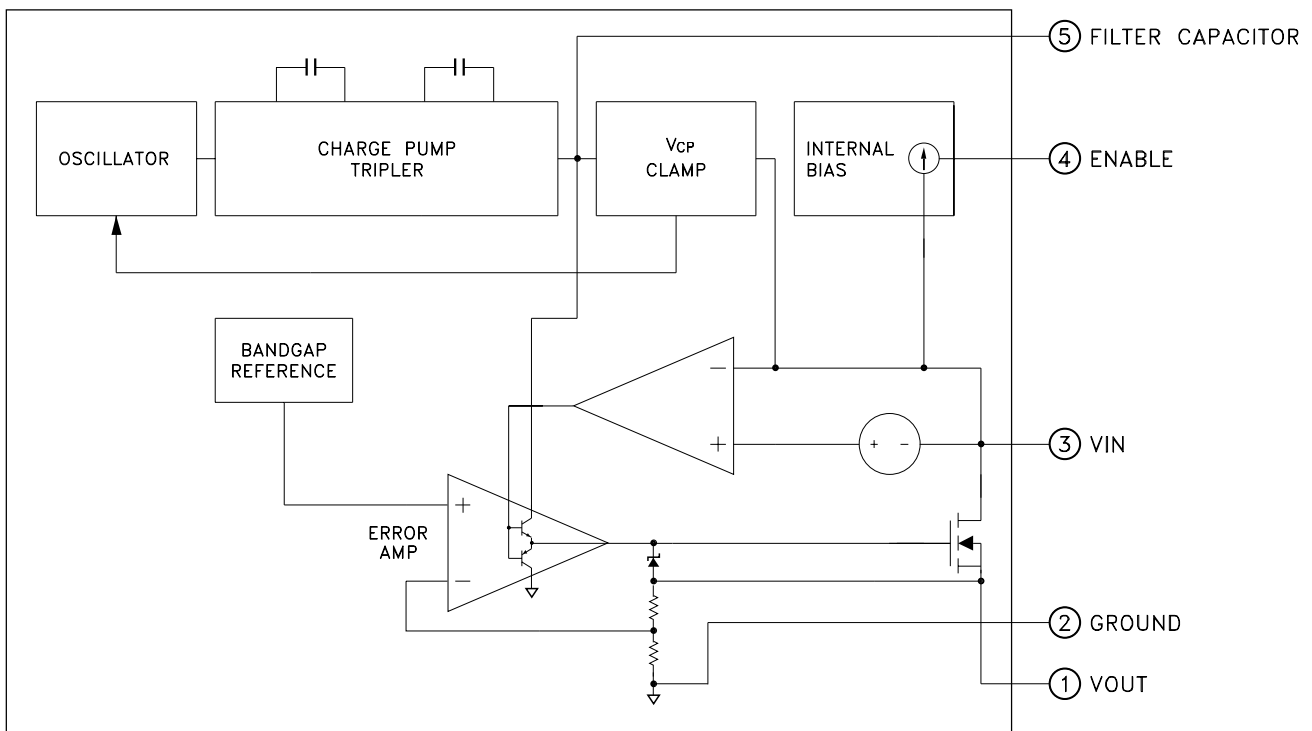 5 FILTER CAPACITOR
OSCILLATOR
CHARGE PUMP
TRIPLER
VCP
CLAMP
INTERNAL
BIAS
4 ENABLE
BANDGAP
REFERENCE
−
+
+ −
3 VIN
ERROR
AMP
+
−
2 GROUND
1 VOUT